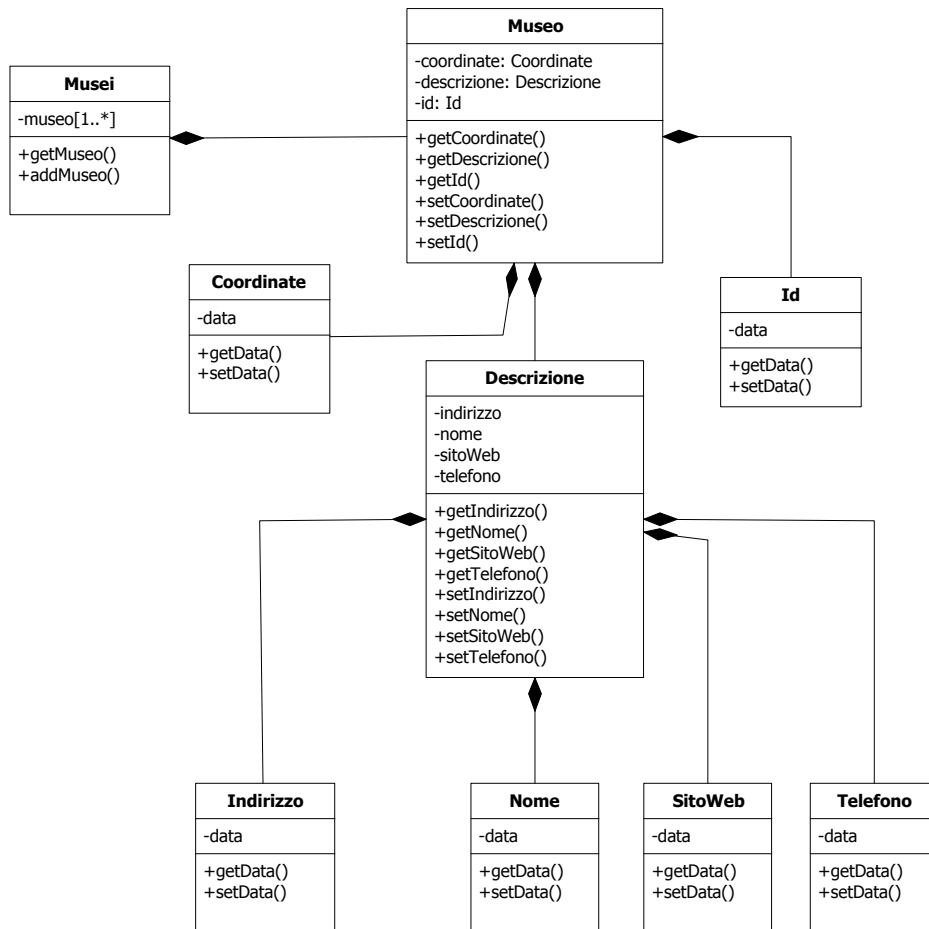 Museo
-coordinate: Coordinate
-descrizione: Descrizione
-id: Id
+getCoordinate()
+getDescrizione()
+getId()
+setCoordinate()
+setDescrizione()
+setId()
Musei
-museo[1..*]
+getMuseo()
+addMuseo()
Coordinate
-data
+getData()
+setData()
Id
-data
+getData()
+setData()
Descrizione
-indirizzo
-nome
-sitoWeb
-telefono
+getIndirizzo()
+getNome()
+getSitoWeb()
+getTelefono()
+setIndirizzo()
+setNome()
+setSitoWeb()
+setTelefono()
Indirizzo
-data
+getData()
+setData()
Nome
-data
+getData()
+setData()
SitoWeb
-data
+getData()
+setData()
Telefono
-data
+getData()
+setData()